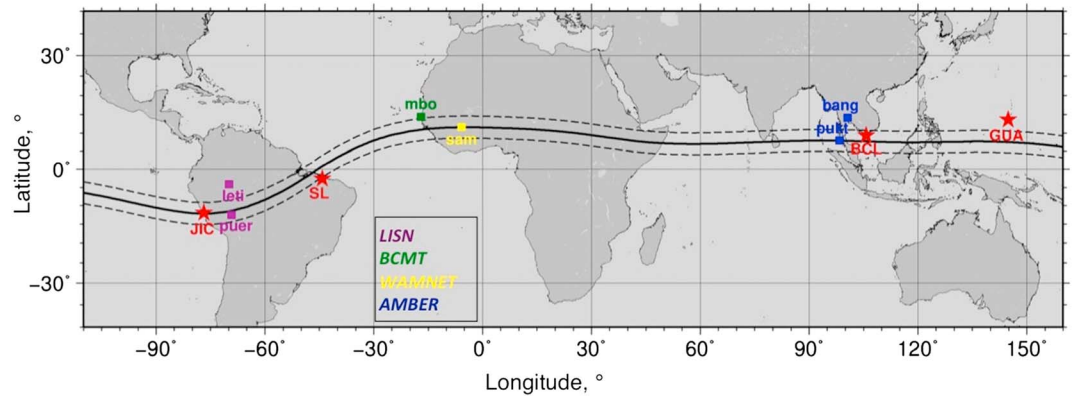 30°
0°
−30°
Latitude, °
mbo
sam
bang
pukt
BCL
GUA
leti
SL
JIC puer
LISN
BCMT
WAMNET
AMBER
−90° −60° −30° 0° 30° 60° 90° 120° 150°
Longitude, °